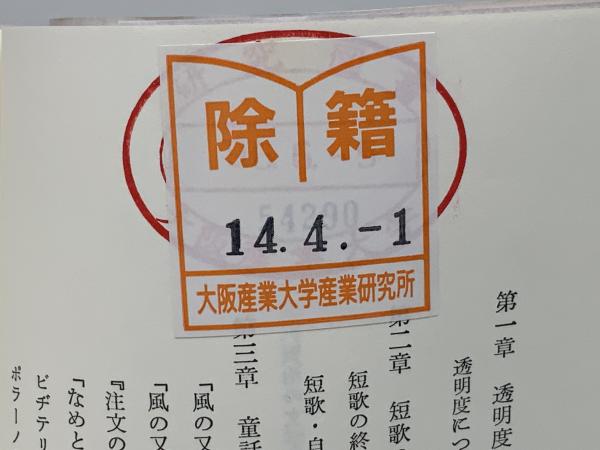 除籍
54200
14.4.-1
大阪産業大学産業研究所
第一章 透明度
透明度につ
第二章 短歌・
短歌の終
短歌・自
第三章 童話
「風の又
「風の又
『注文の
「なめと
ビヂテリ
ポラーノ